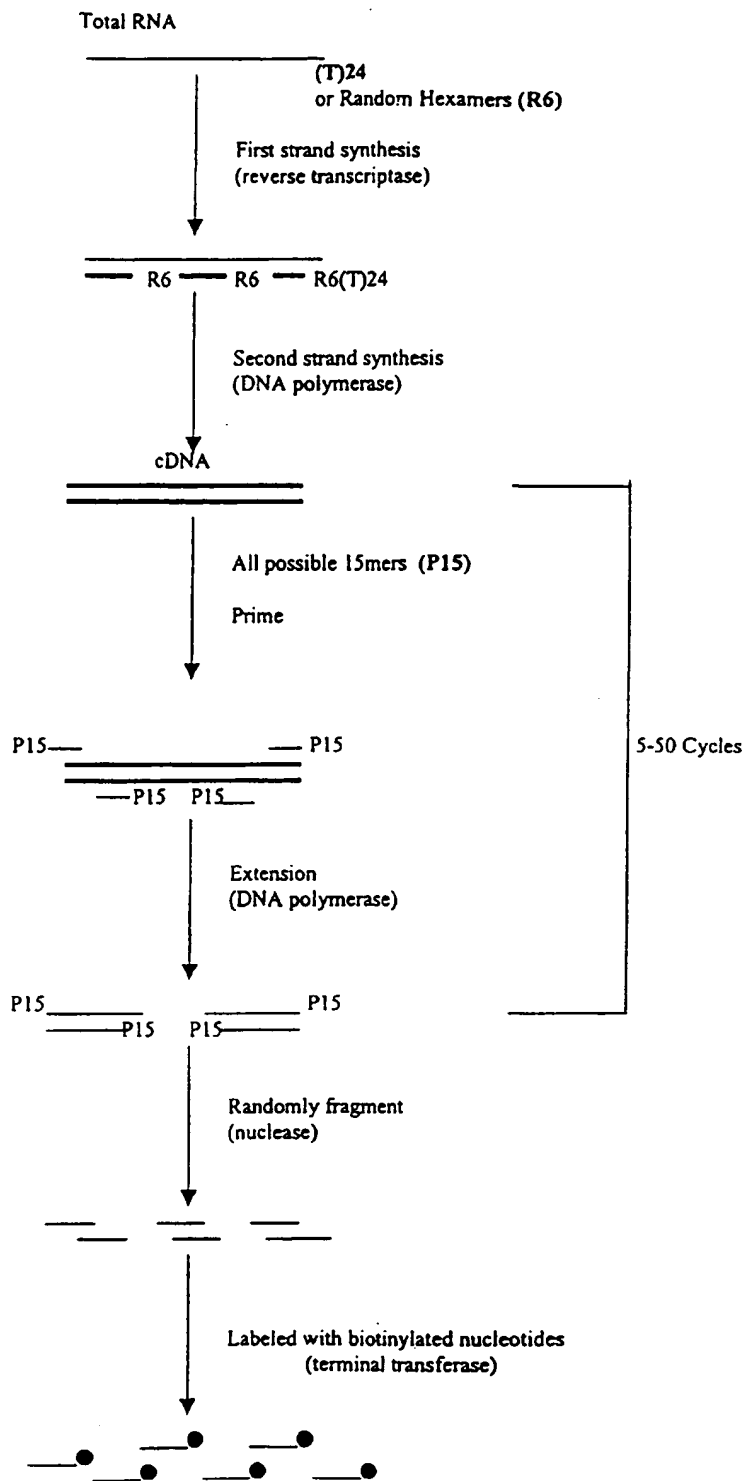 Total RNA
(T)24
or Random Hexamers (R6)
First strand synthesis
(reverse transcriptase)
R6 R6 R6(T)24
Second strand synthesis
(DNA polymerase)
cDNA
All possible 15mers (P15)
Prime
P15 P15
5-50 Cycles
P15 P15
Extension
(DNA polymerase)
P15 P15
P15 P15
Randomly fragment
(nuclease)
Labeled with biotinylated nucleotides
(terminal transferase)